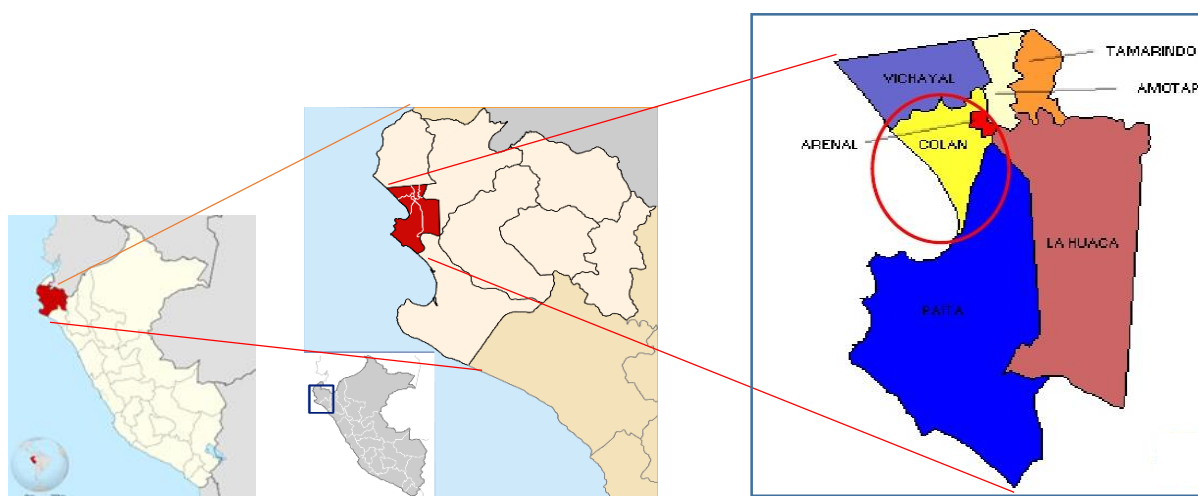 TAMARINDO
VICHAYAL
AMOTAP
ARENAL
COLAN
LA HUACA
PAITA